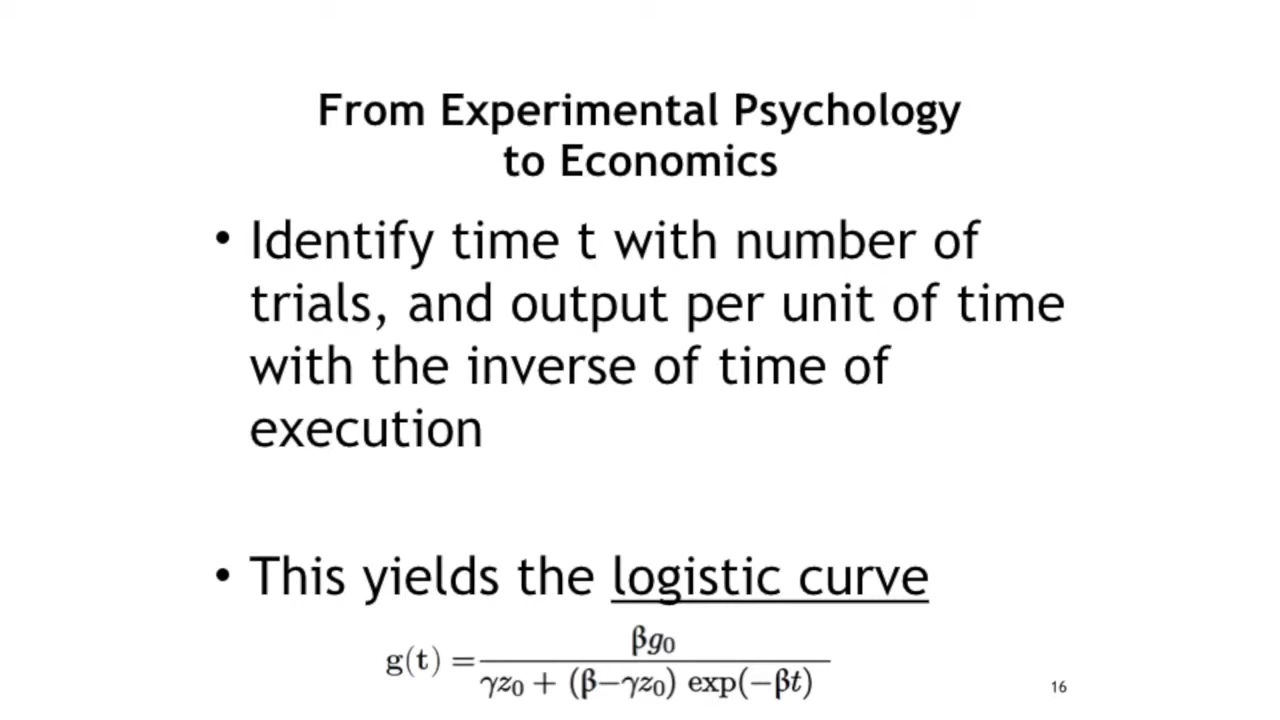 From Experimental Psychology
to Economics
• Identify time t with number of
trials, and output per unit of time
with the inverse of time of
execution
• This yields the logistic curve
g(t) = βg₀ / γz₀ + (β−γz₀) exp(−βt)
16